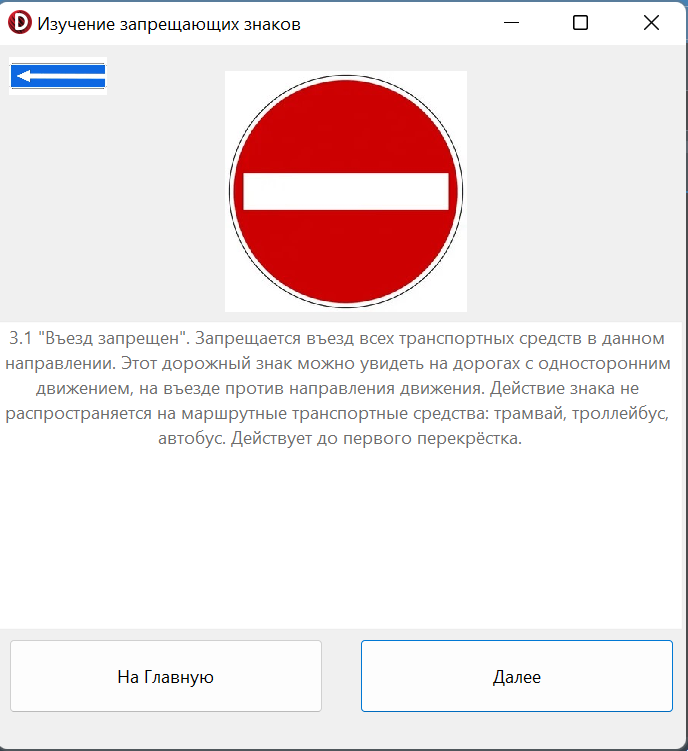 Изучение запрещающих знаков
3.1 "Въезд запрещен". Запрещается въезд всех транспортных средств в данном
направлении. Этот дорожный знак можно увидеть на дорогах с односторонним
движением, на въезде против направления движения. Действие знака не
распространяется на маршрутные транспортные средства: трамвай, троллейбус,
автобус. Действует до первого перекрёстка.
На Главную
Далее